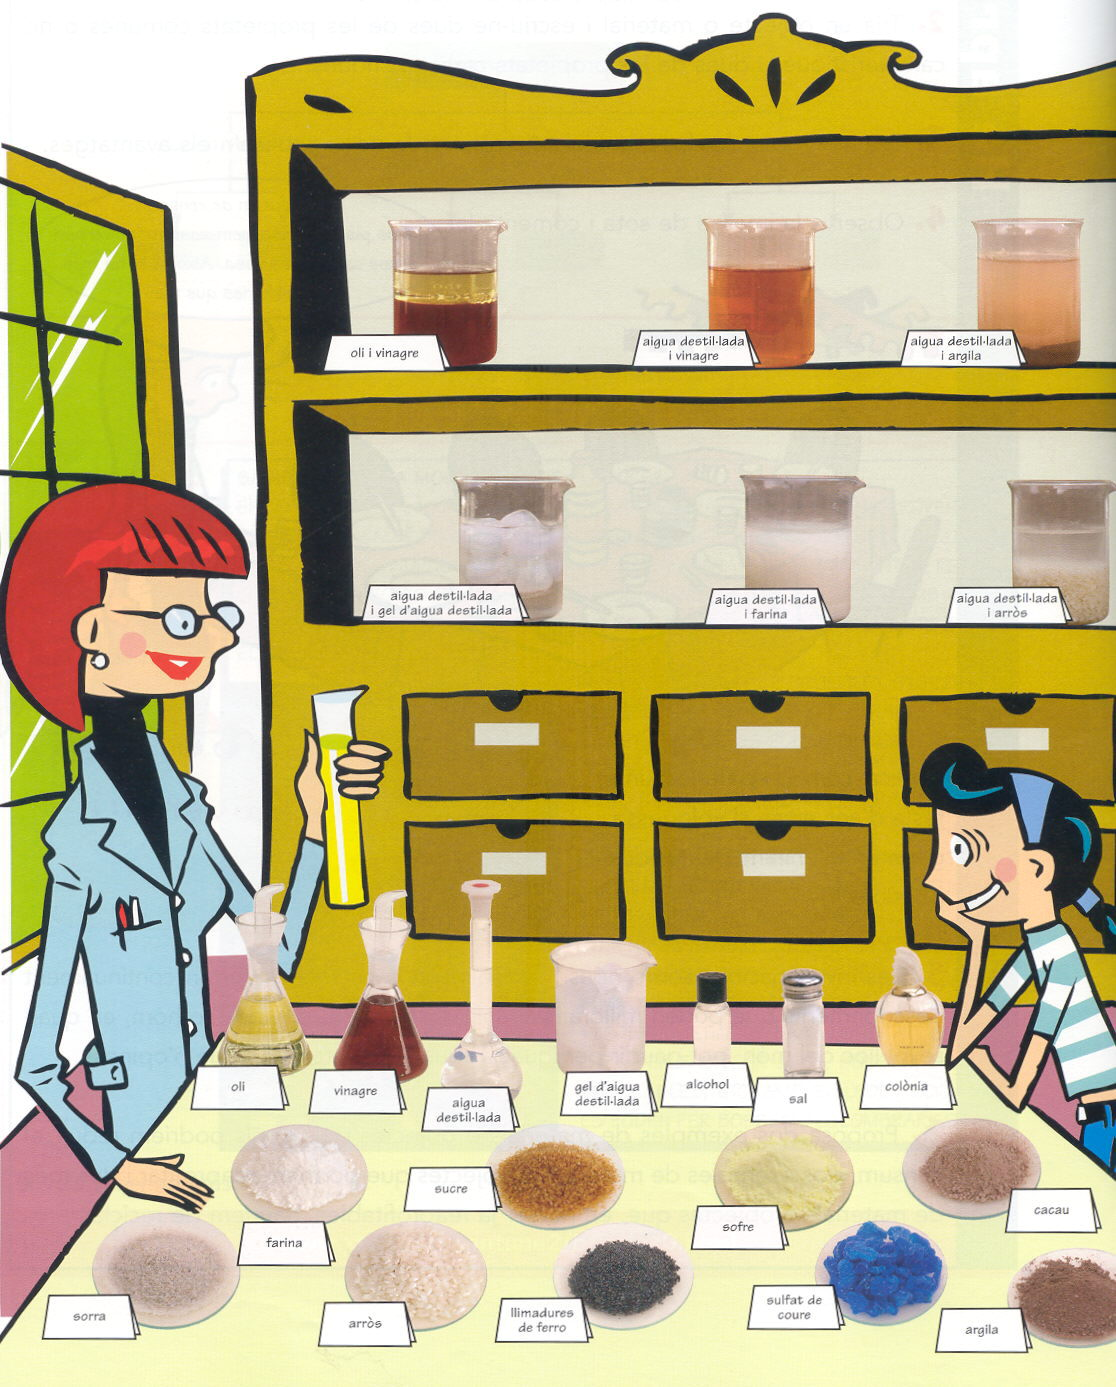 oli i vinagre
aigua destil·lada
i vinagre
aigua destil·lada
i argila
aigua destil·lada
i gel d'aigua destil·lada
aigua destil·lada
i farina
aigua destil·lada
i arròs
oli
vinagre
aigua
destil·lada
gel d'aigua
destil·lada
alcohol
sal
colònia
farina
sucre
sofre
cacau
sorra
arròs
llimadures
de ferro
sulfat de
coure
argila